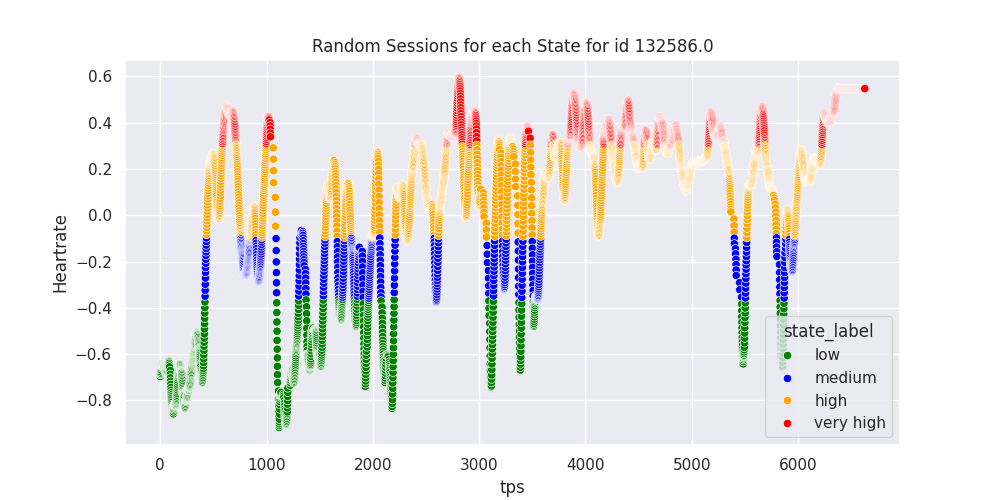 Random Sessions for each State for id 132586.0
Heartrate
0.6
0.4
0.2
0.0
−0.2
−0.4
−0.6
−0.8
0 1000 2000 3000 4000 5000 6000
tps
state_label
low
medium
high
very high